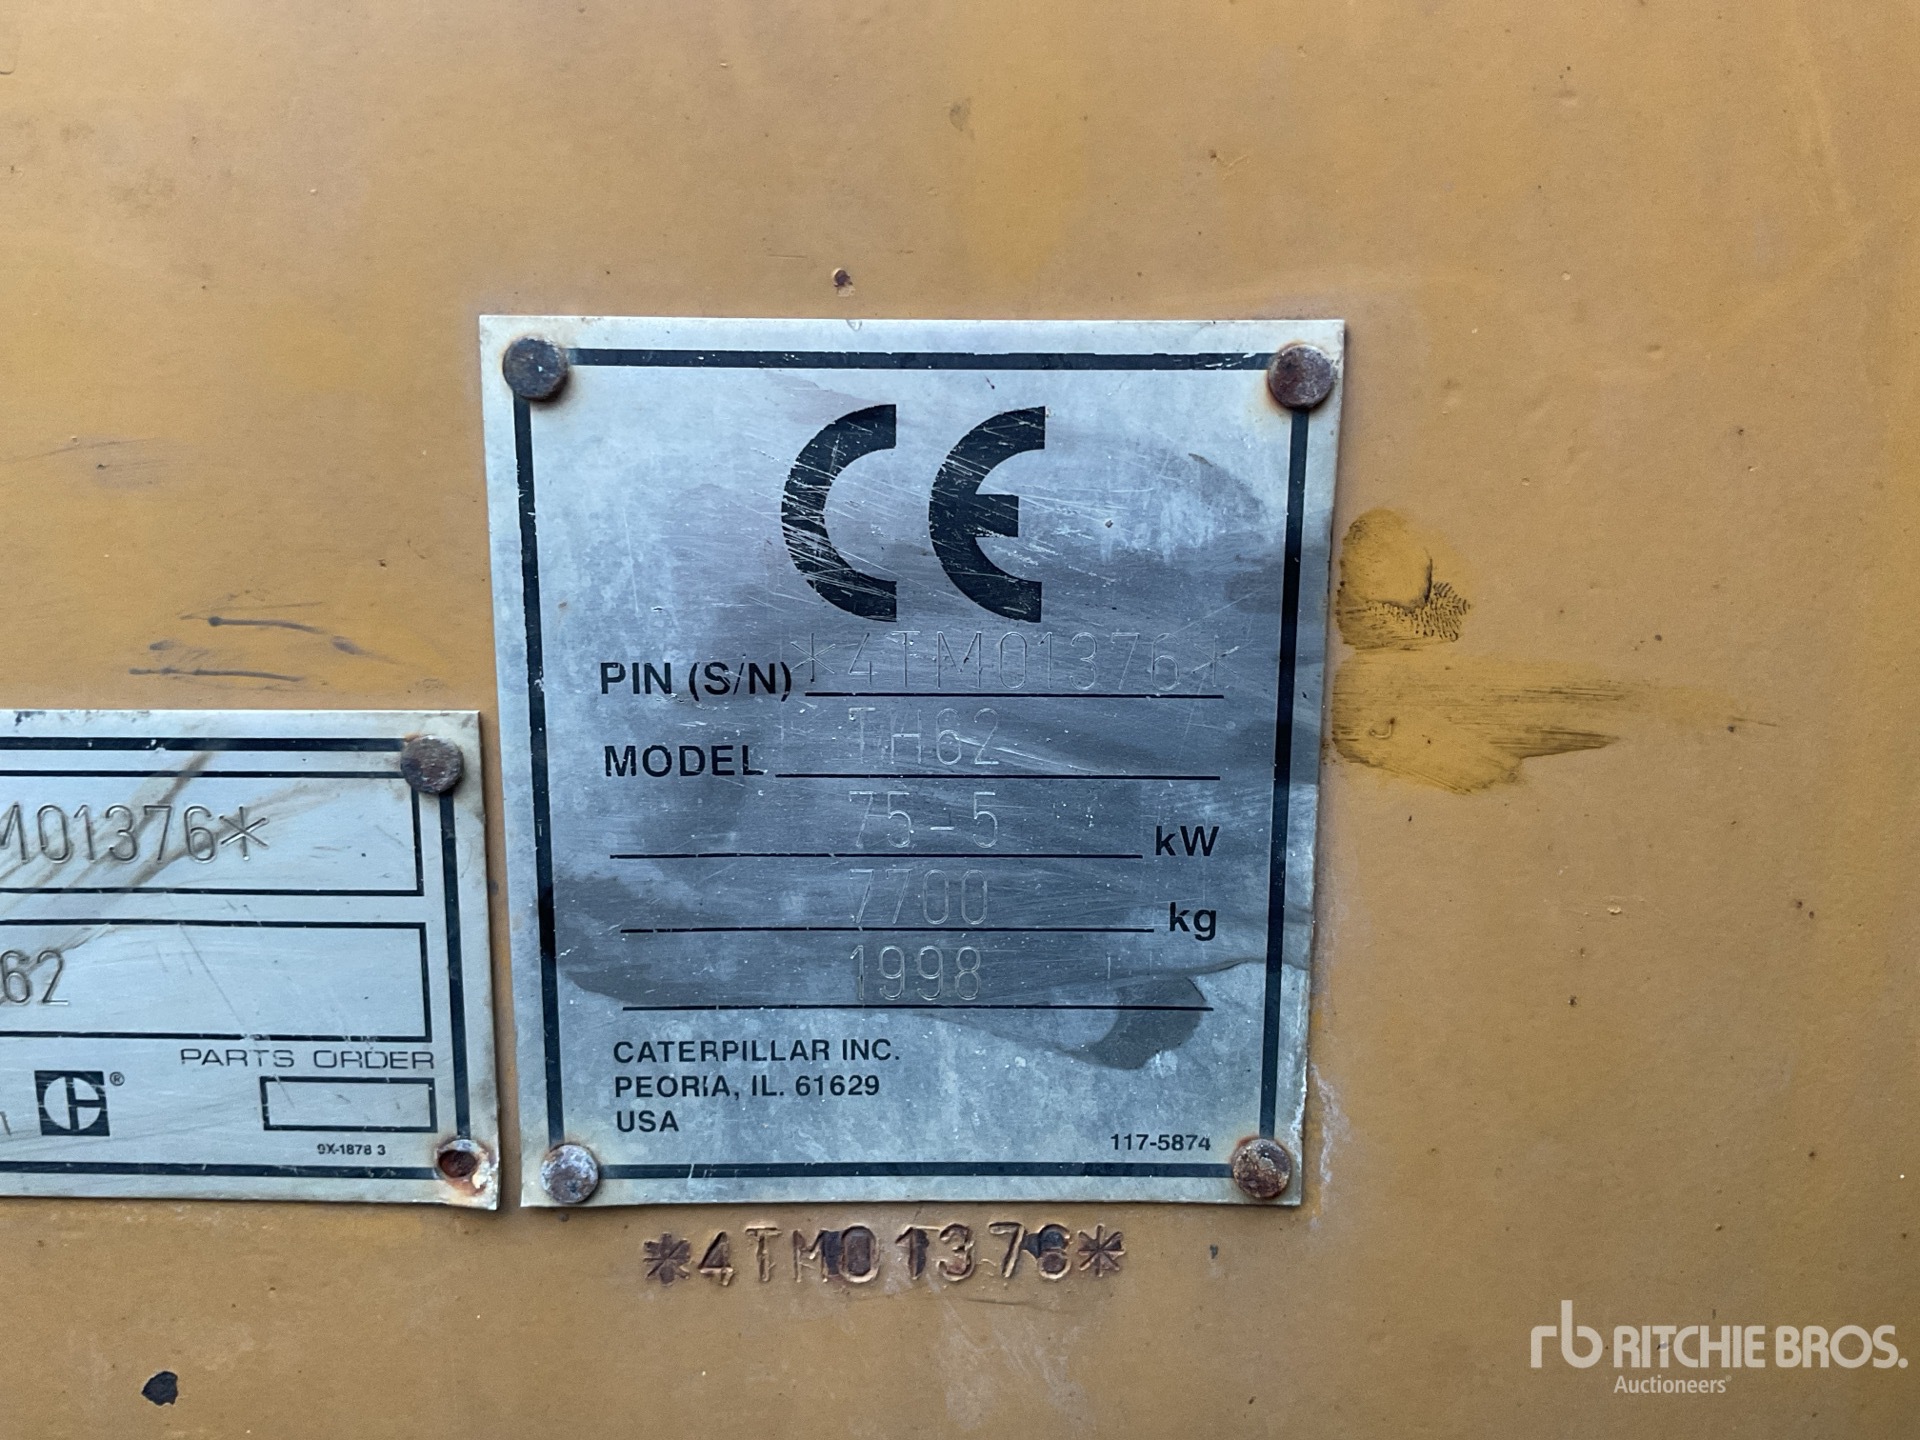 CE
PIN (S/N) *4TM01376*
MODEL TH62
75-5 kW
7700 kg
1998
CATERPILLAR INC.
PEORIA, IL. 61629
USA
117-5874
M01376*
62
PARTS ORDER
®
9X-1878 3
*4TM01376*
rb RITCHIE BROS.
Auctioneers